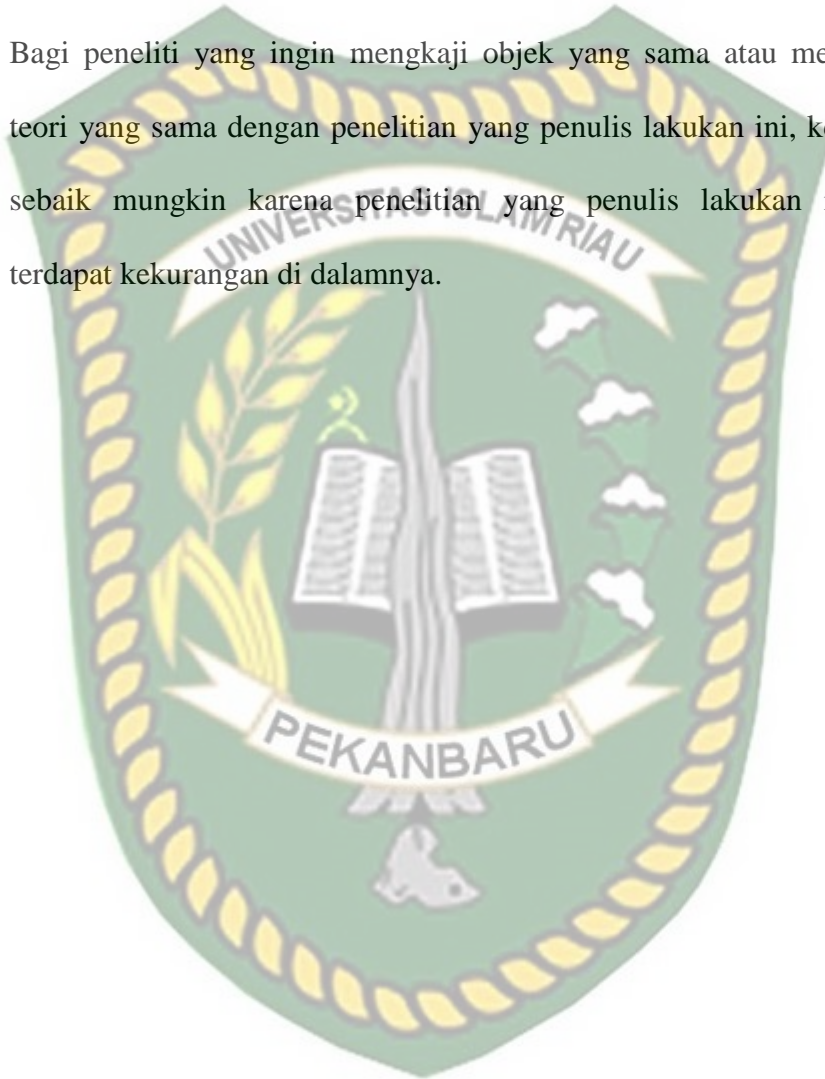 Bagi peneliti yang ingin mengkaji objek yang sama atau me
teori yang sama dengan penelitian yang penulis lakukan ini, k
sebaik mungkin karena penelitian yang penulis lakukan
terdapat kekurangan di dalamnya.
UNIVERSITAS ISLAM RIAU
PEKANBARU